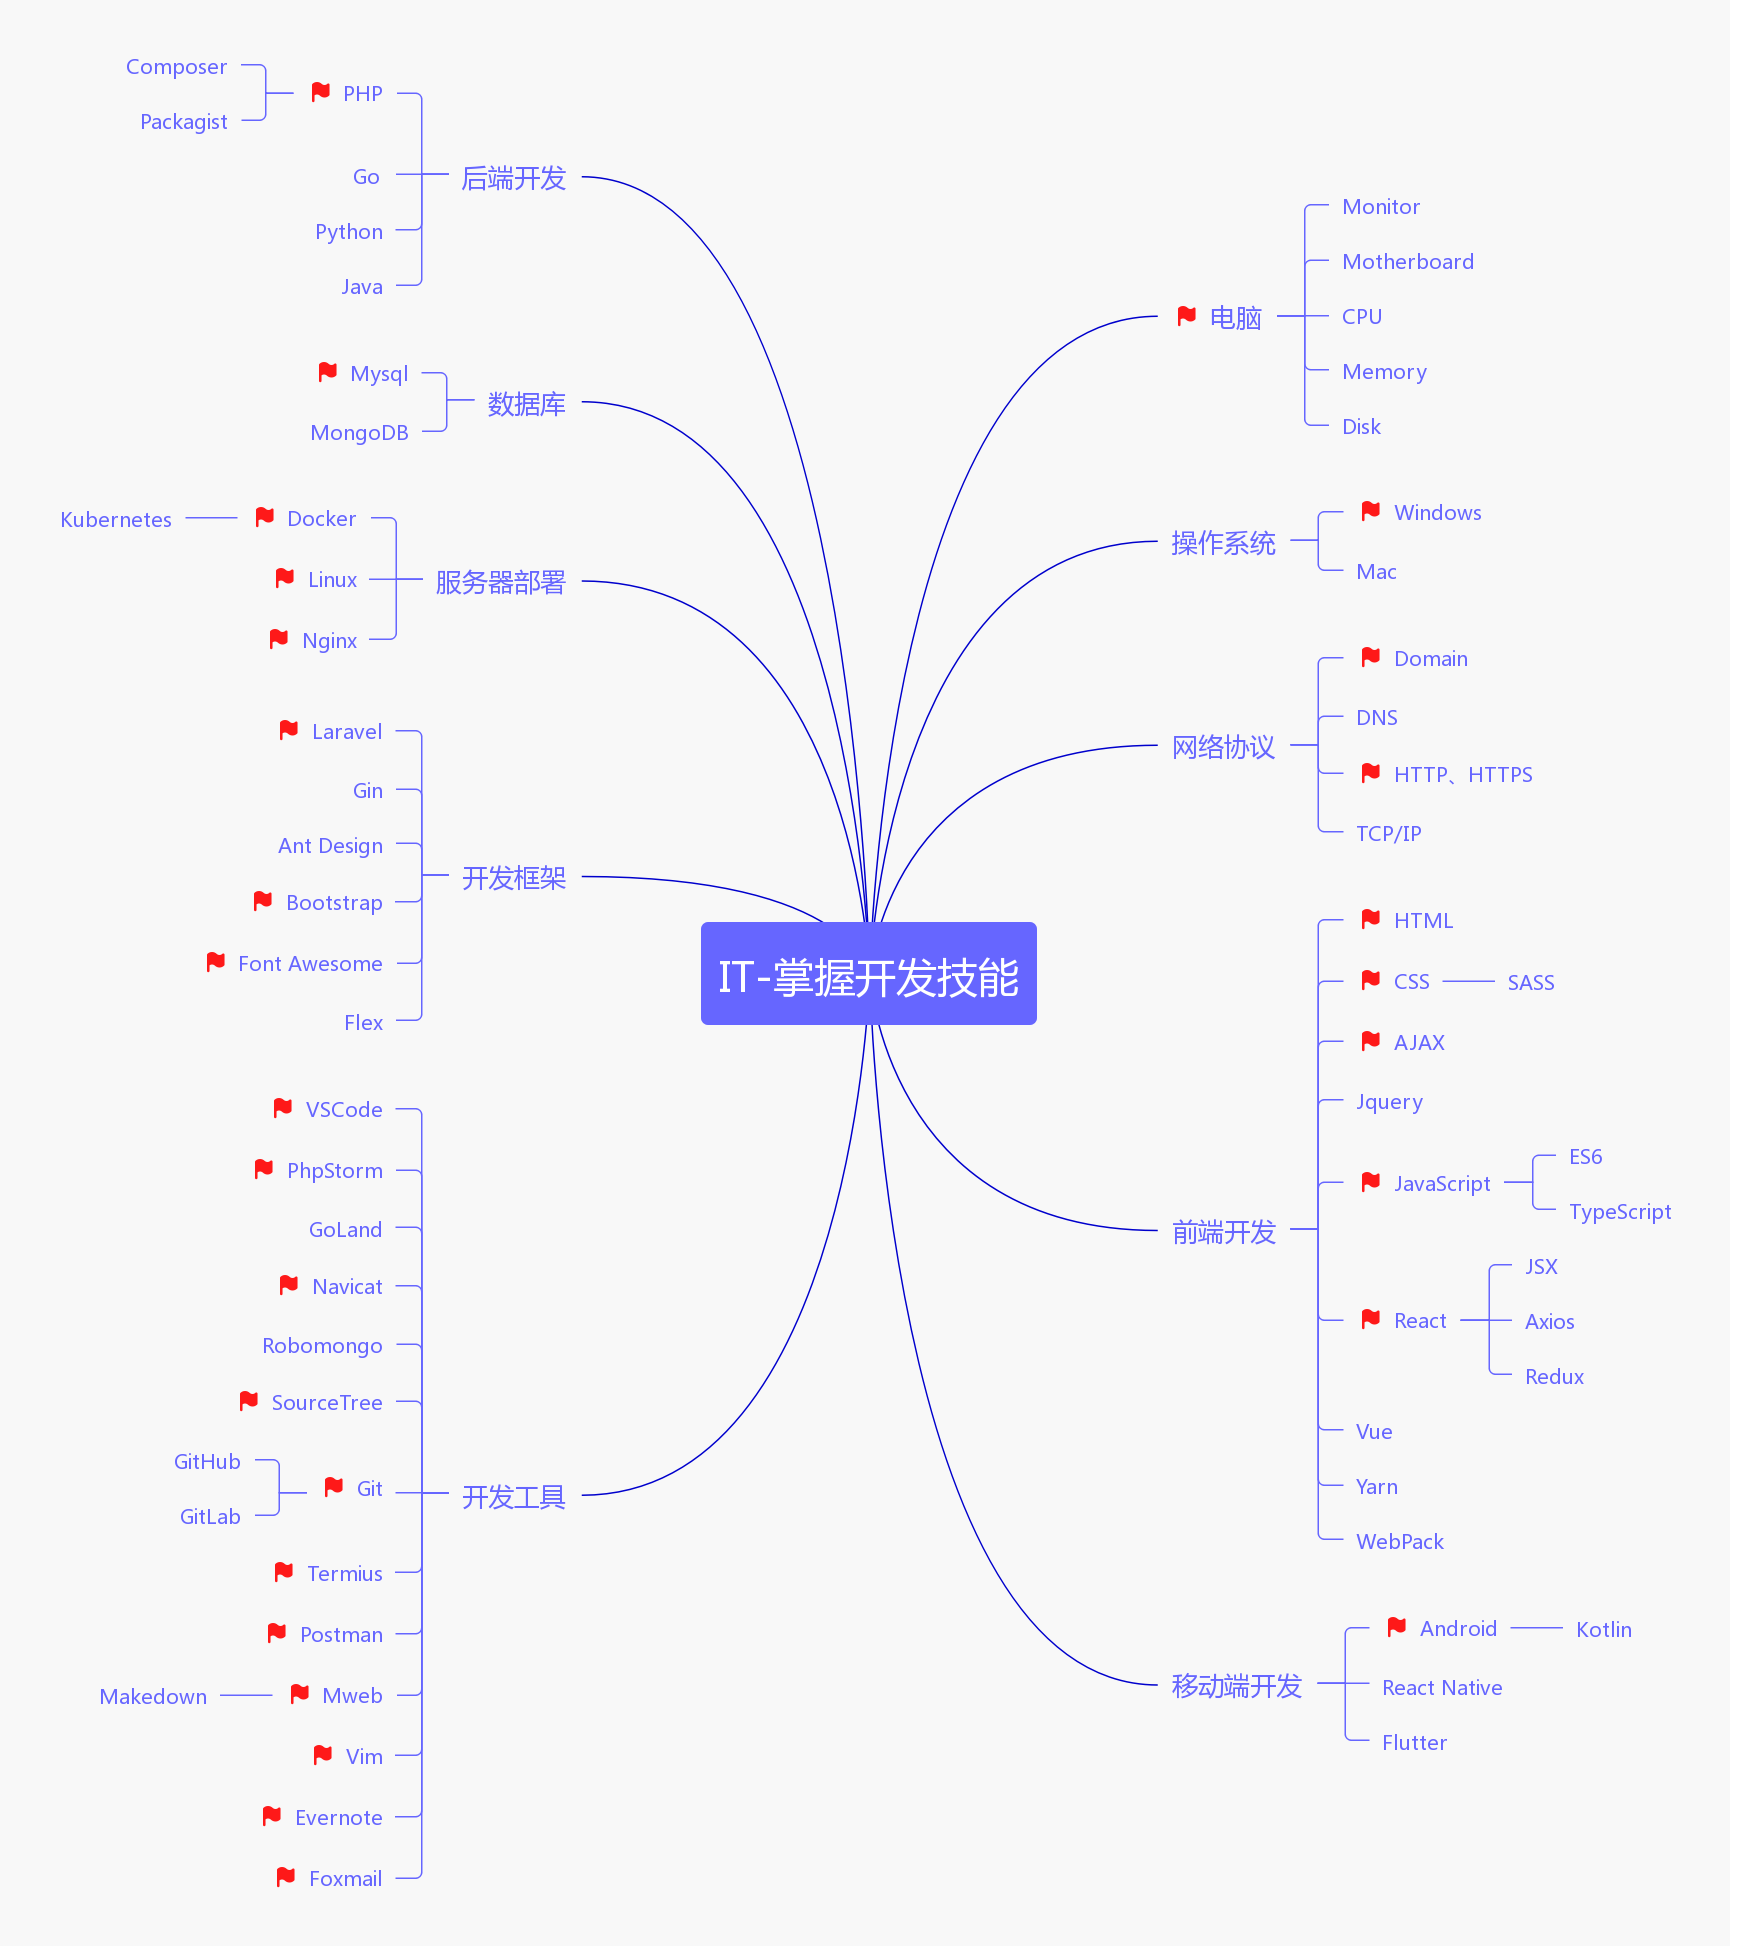 IT-掌握开发技能
电脑
Monitor
Motherboard
CPU
Memory
Disk
操作系统
Windows
Mac
网络协议
Domain
DNS
HTTP、HTTPS
TCP/IP
前端开发
HTML
CSS
SASS
AJAX
Jquery
JavaScript
ES6
TypeScript
React
JSX
Axios
Redux
Vue
Yarn
WebPack
移动端开发
Android
Kotlin
React Native
Flutter
后端开发
PHP
Composer
Packagist
Go
Python
Java
数据库
Mysql
MongoDB
服务器部署
Docker
Kubernetes
Linux
Nginx
开发框架
Laravel
Gin
Ant Design
Bootstrap
Font Awesome
Flex
开发工具
VSCode
PhpStorm
GoLand
Navicat
Robomongo
SourceTree
Git
GitHub
GitLab
Termius
Postman
Mweb
Makedown
Vim
Evernote
Foxmail